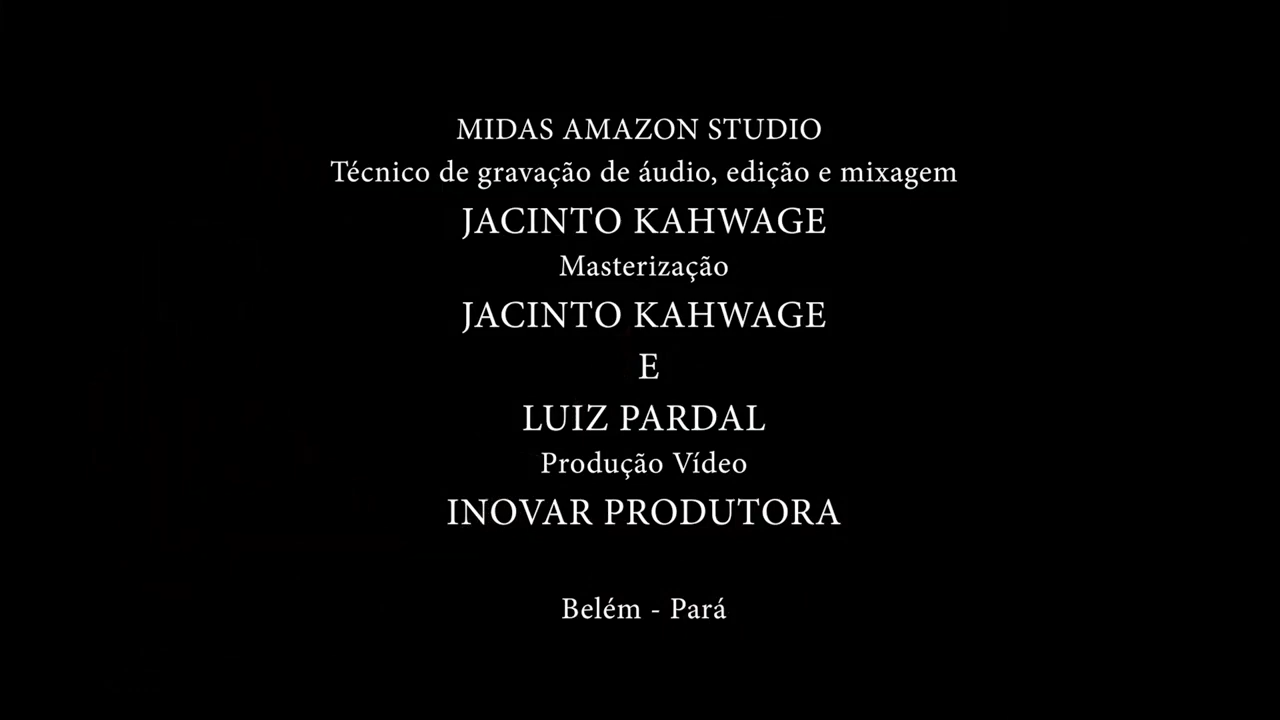 MIDAS AMAZON STUDIO
Técnico de gravação de áudio, edição e mixagem
JACINTO KAHWAGE
Masterização
JACINTO KAHWAGE
E
LUIZ PARDAL
Produção Vídeo
INOVAR PRODUTORA
Belém - Pará